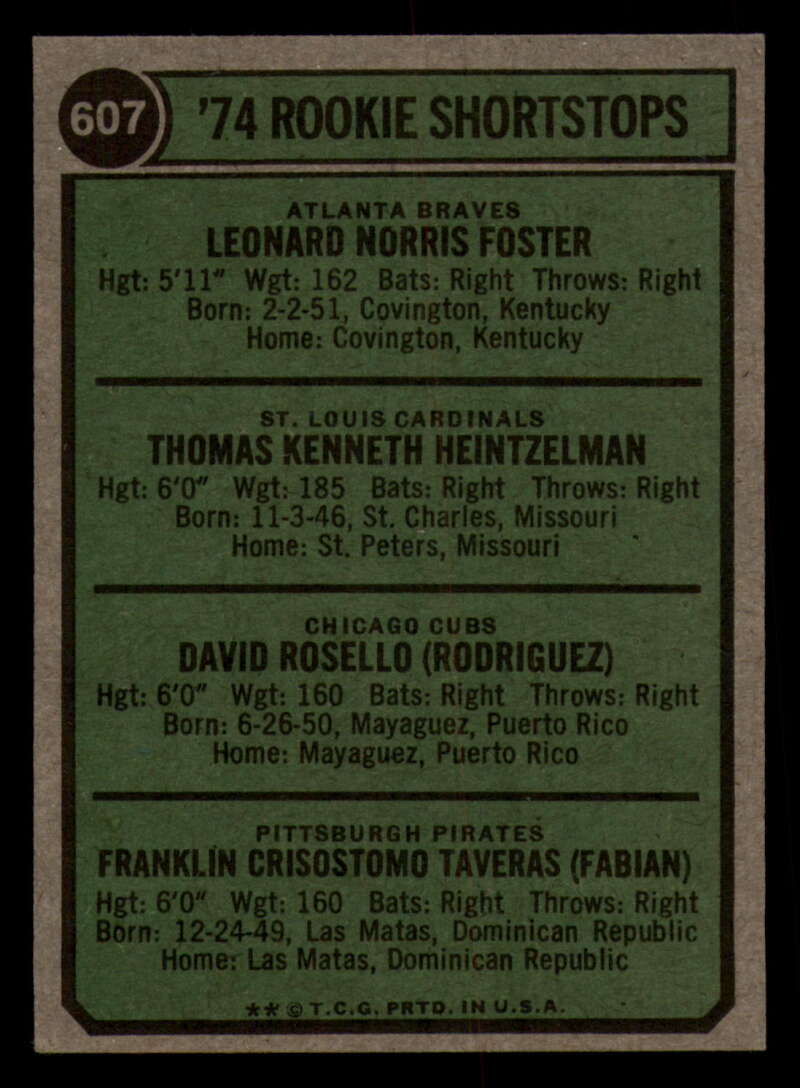 607 '74 ROOKIE SHORTSTOPS
ATLANTA BRAVES
LEONARD NORRIS FOSTER
Hgt: 5'11" Wgt: 162 Bats: Right Throws: Right
Born: 2-2-51, Covington, Kentucky
Home: Covington, Kentucky
ST. LOUIS CARDINALS
THOMAS KENNETH HEINTZELMAN
Hgt: 6'0" Wgt: 185 Bats: Right Throws: Right
Born: 11-3-46, St. Charles, Missouri
Home: St. Peters, Missouri
CHICAGO CUBS
DAVID ROSELLO (RODRIGUEZ)
Hgt: 6'0" Wgt: 160 Bats: Right Throws: Right
Born: 6-26-50, Mayaguez, Puerto Rico
Home: Mayaguez, Puerto Rico
PITTSBURGH PIRATES
FRANKLIN CRISOSTOMO TAVERAS (FABIAN)
Hgt: 6'0" Wgt: 160 Bats: Right Throws: Right
Born: 12-24-49, Las Matas, Dominican Republic
Home: Las Matas, Dominican Republic
** © T.C.G. PRTD. IN U.S.A.